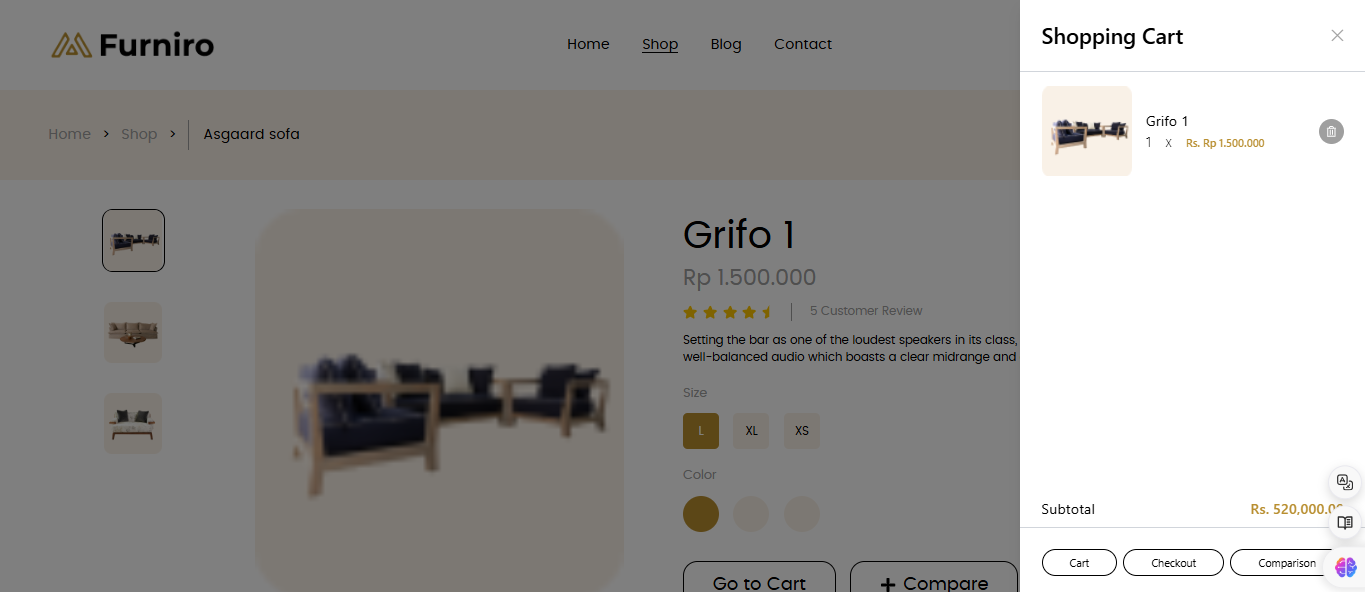 Furniro
Home Shop Blog Contact
Home > Shop > Asgaard sofa
Grifo 1
Rp 1.500.000
5 Customer Review
Setting the bar as one of the loudest speakers in its class,
well-balanced audio which boasts a clear midrange and
Size
L XL XS
Color
Go to Cart + Compare
Shopping Cart
Grifo 1
1 X Rs. Rp 1.500.000
Subtotal Rs. 520,000.00
Cart Checkout Comparison